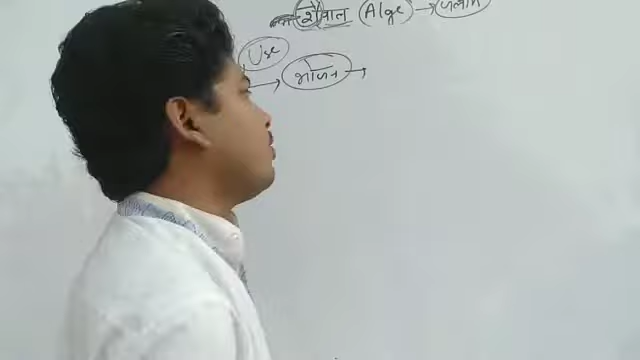 शैवाल (Alge) →
Use
→ भोजन →